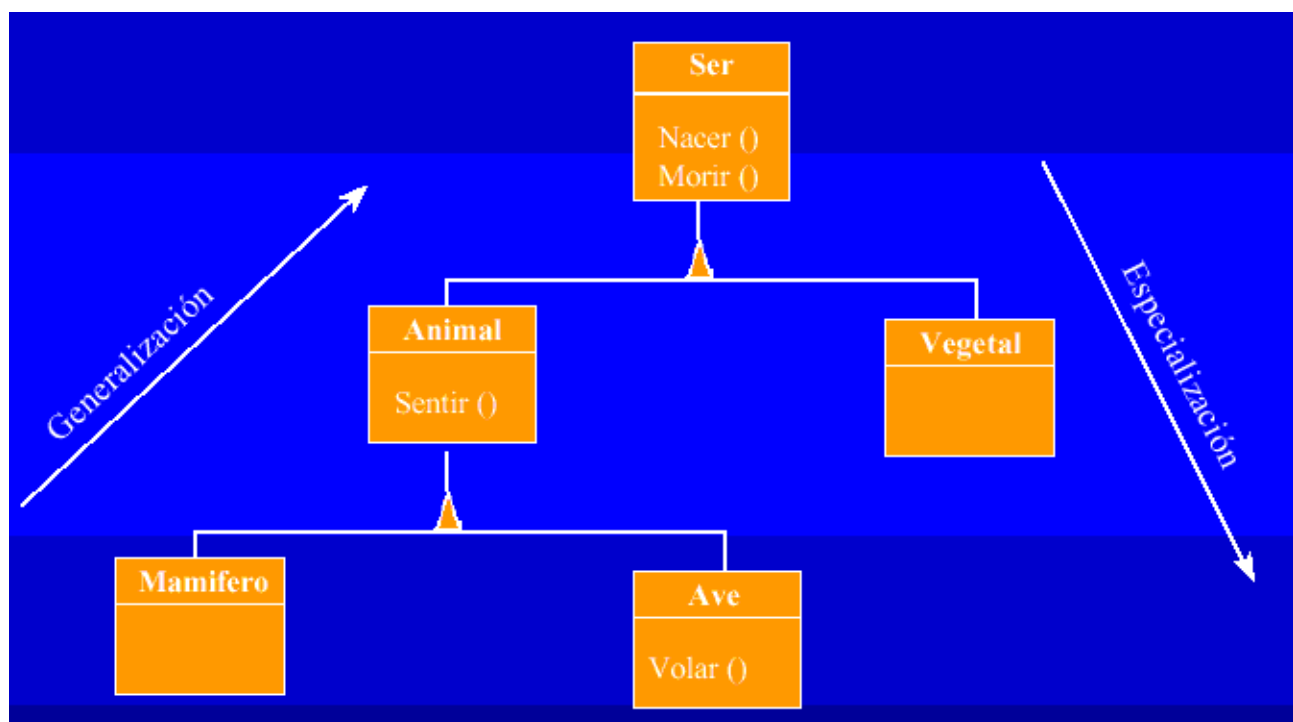 Ser
Nacer ()
Morir ()
Generalización
Especialización
Animal
Sentir ()
Vegetal
Mamifero
Ave
Volar ()